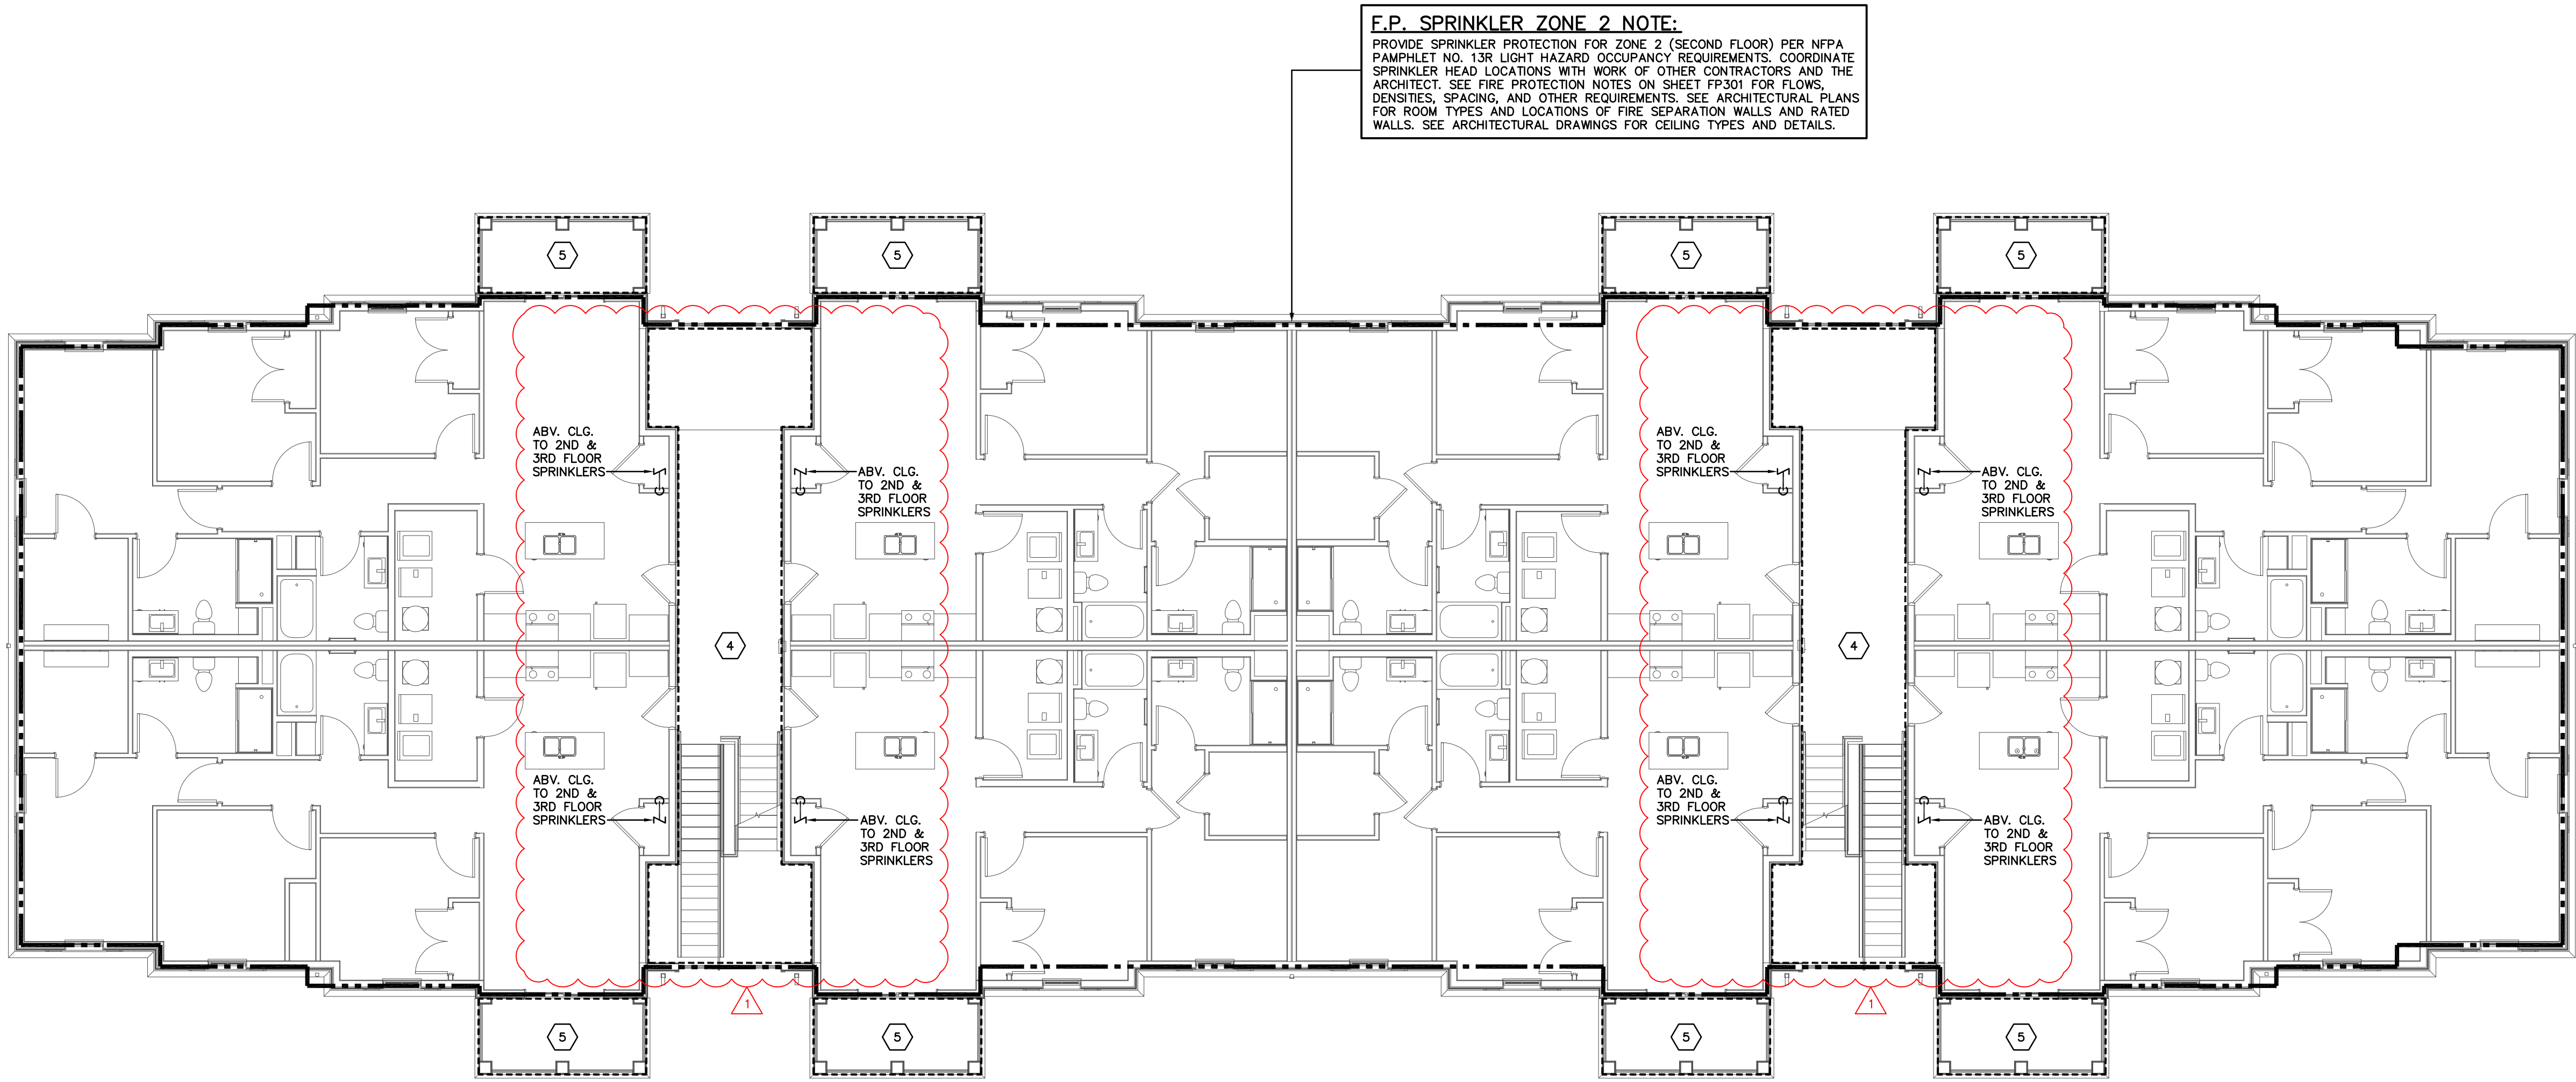 F.P. SPRINKLER ZONE 2 NOTE:
PROVIDE SPRINKLER PROTECTION FOR ZONE 2 (SECOND FLOOR) PER NFPA
PAMPHLET NO. 13R LIGHT HAZARD OCCUPANCY REQUIREMENTS. COORDINATE
SPRINKLER HEAD LOCATIONS WITH WORK OF OTHER CONTRACTORS AND THE
ARCHITECT. SEE FIRE PROTECTION NOTES ON SHEET FP301 FOR FLOWS,
DENSITIES, SPACING, AND OTHER REQUIREMENTS. SEE ARCHITECTURAL PLANS
FOR ROOM TYPES AND LOCATIONS OF FIRE SEPARATION WALLS AND RATED
WALLS. SEE ARCHITECTURAL DRAWINGS FOR CEILING TYPES AND DETAILS.
5
5
5
5
ABV. CLG.
TO 2ND &
3RD FLOOR
SPRINKLERS
ABV. CLG.
TO 2ND &
3RD FLOOR
SPRINKLERS
ABV. CLG.
TO 2ND &
3RD FLOOR
SPRINKLERS
ABV. CLG.
TO 2ND &
3RD FLOOR
SPRINKLERS
4
4
ABV. CLG.
TO 2ND &
3RD FLOOR
SPRINKLERS
ABV. CLG.
TO 2ND &
3RD FLOOR
SPRINKLERS
ABV. CLG.
TO 2ND &
3RD FLOOR
SPRINKLERS
ABV. CLG.
TO 2ND &
3RD FLOOR
SPRINKLERS
1
1
5
5
5
5